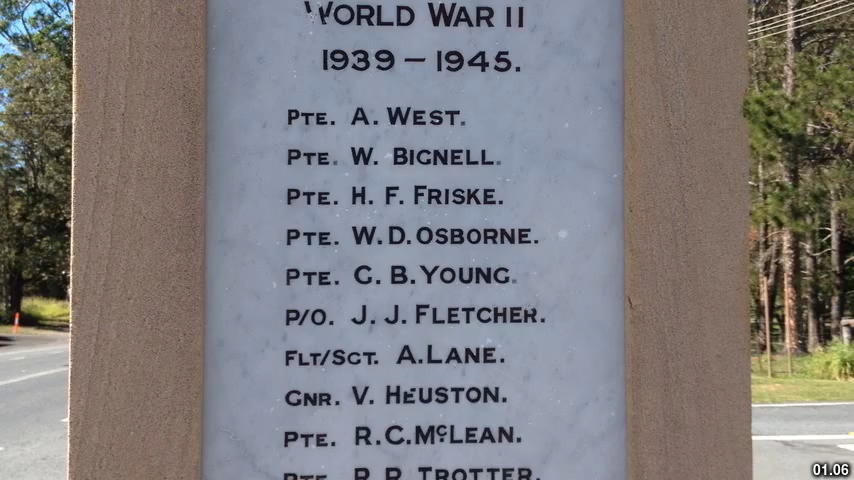 WORLD WAR II
1939 – 1945.
PTE. A. WEST.
PTE. W. BIGNELL.
PTE. H. F. FRISKE.
PTE. W. D. OSBORNE.
PTE. C. B. YOUNG.
P/O. J. J. FLETCHER.
FLT/SGT. A. LANE.
GNR. V. HEUSTON.
PTE. R. C. McLEAN.
PTE. R. R. TROTTER.
01.06